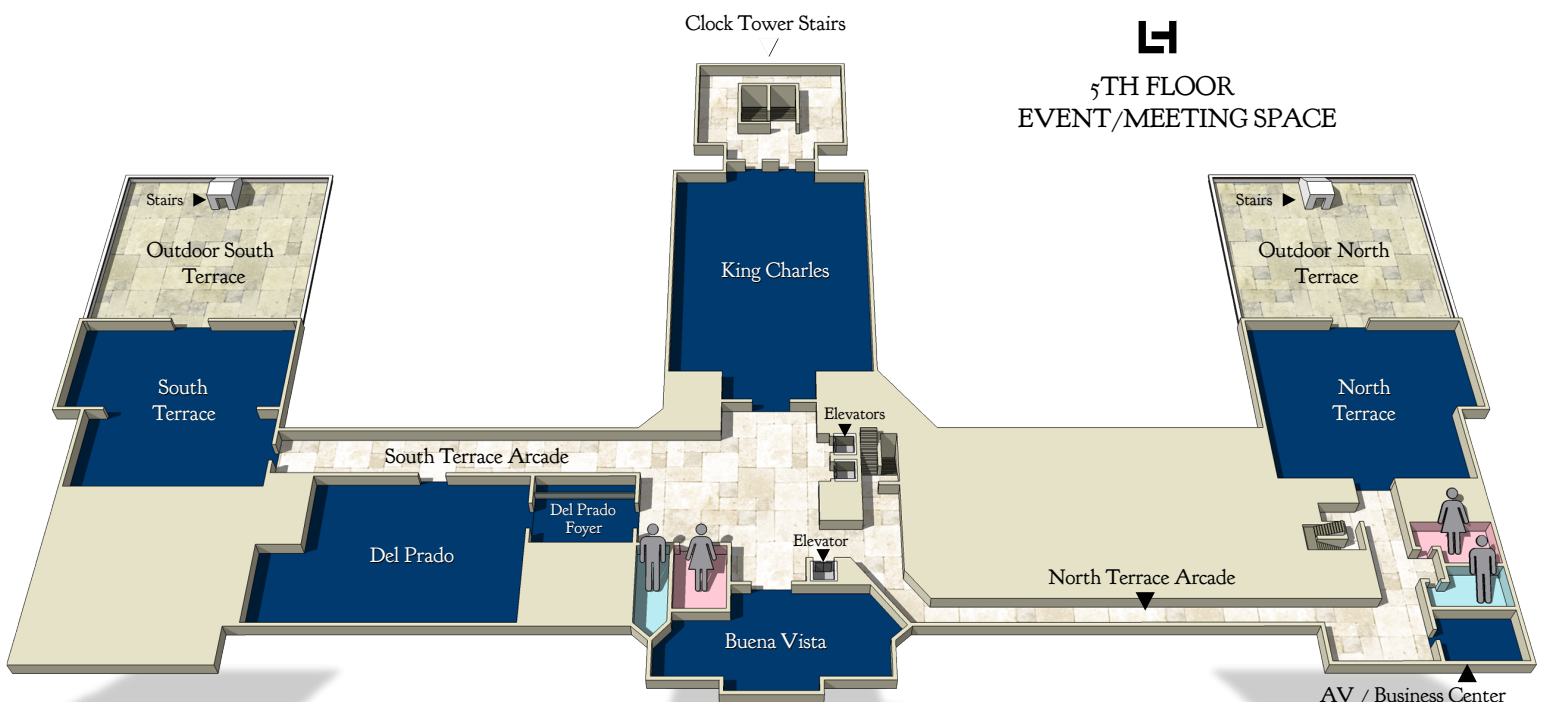 Clock Tower Stairs
LH
5TH FLOOR
EVENT/MEETING SPACE
Stairs
Outdoor South
Terrace
King Charles
Stairs
Outdoor North
Terrace
South
Terrace
North
Terrace
Elevators
South Terrace Arcade
Del Prado
Foyer
Del Prado
Elevator
North Terrace Arcade
Buena Vista
AV / Business Center